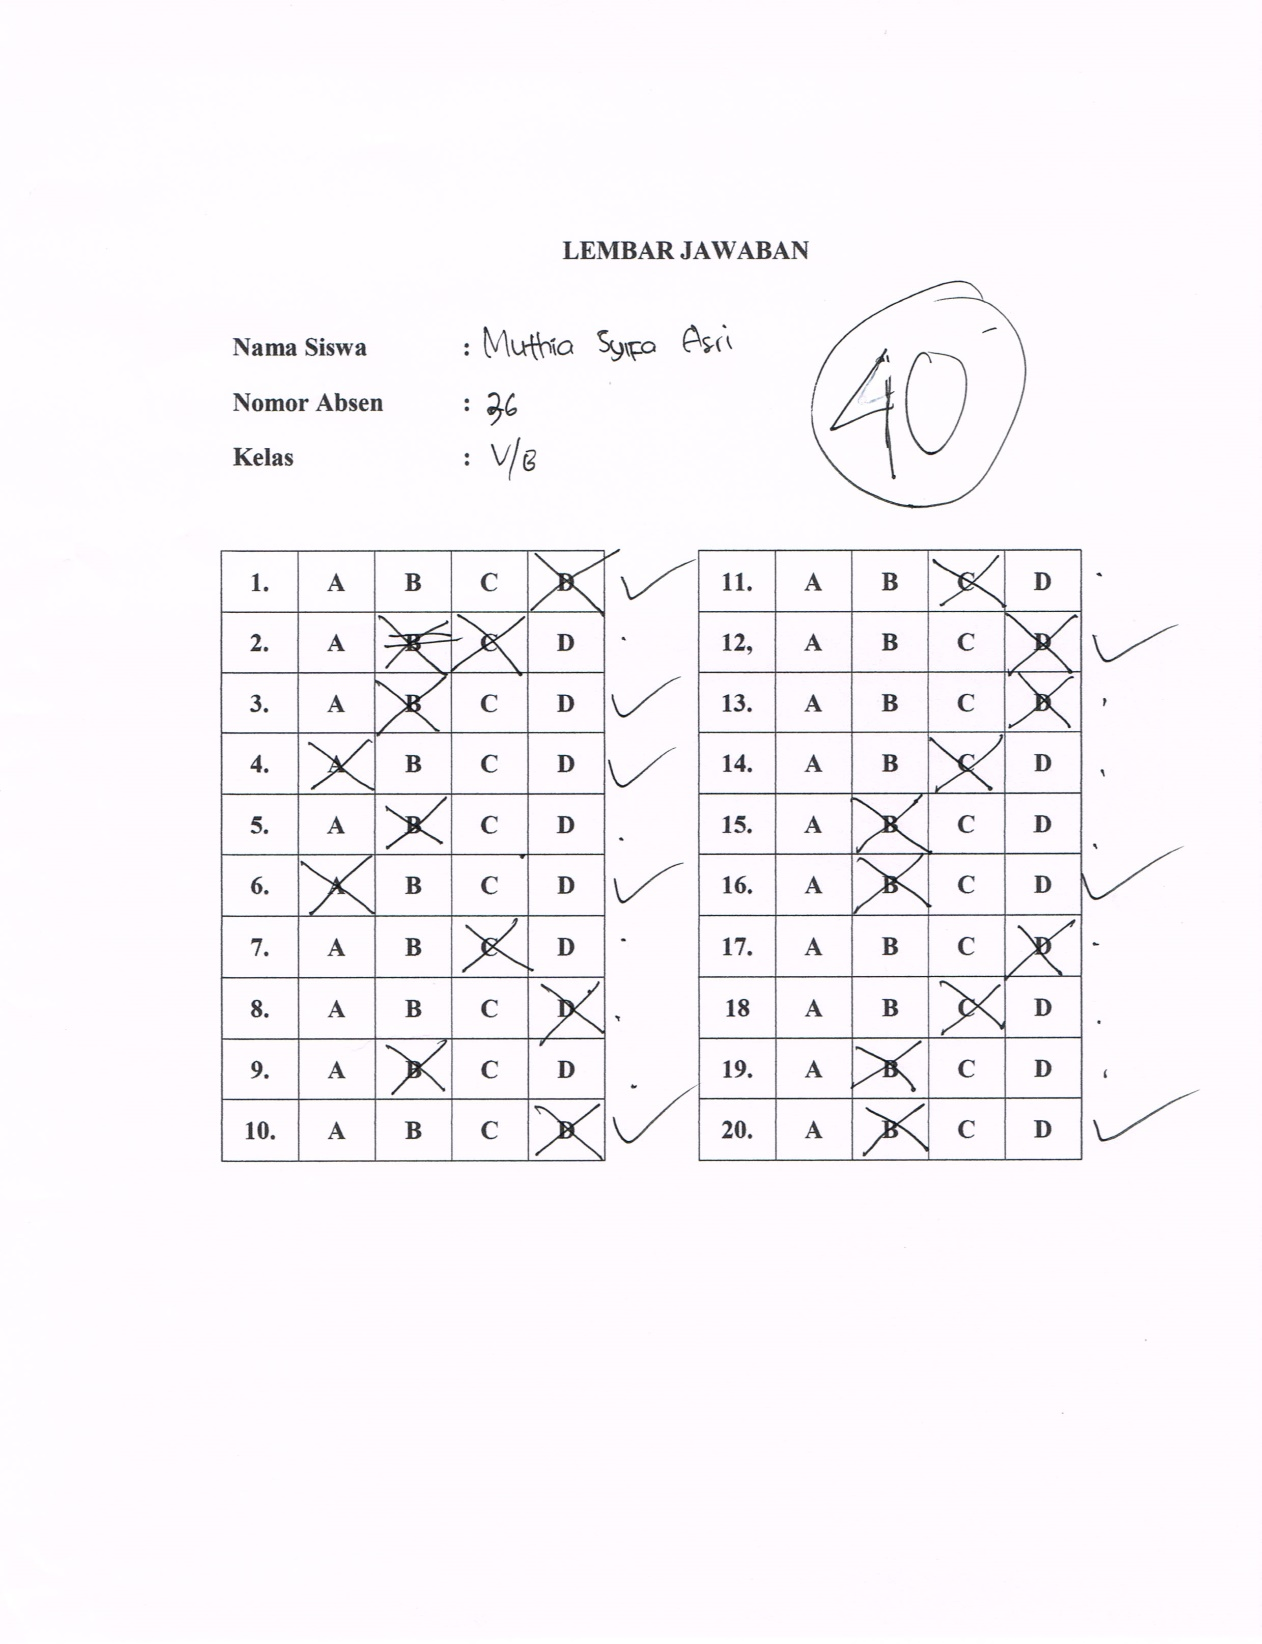 LEMBAR JAWABAN
Nama Siswa : Muthia Syifa Asri
40
Nomor Absen : 36
Kelas : V/B
1. A B C D
2. A B C D
3. A B C D
4. A B C D
5. A B C D
6. A B C D
7. A B C D
8. A B C D
9. A B C D
10. A B C D
11. A B C D
12, A B C D
13. A B C D
14. A B C D
15. A B C D
16. A B C D
17. A B C D
18 A B C D
19. A B C D
20. A B C D